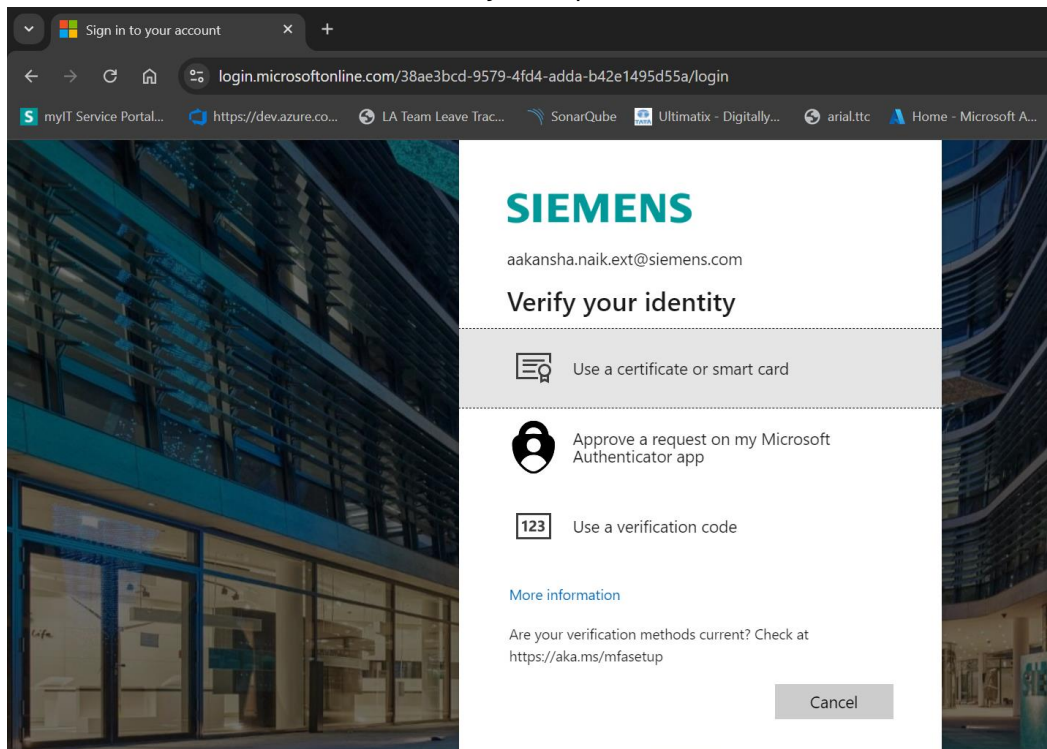 Sign in to your account
login.microsoftonline.com/38ae3bcd-9579-4fd4-adda-b42e1495d55a/login
S myIT Service Portal... https://dev.azure.co... LA Team Leave Trac... SonarQube TATA Ultimatix - Digitally... arial.ttc Home - Microsoft A...
SIEMENS
aakansha.naik.ext@siemens.com
Verify your identity
Use a certificate or smart card
Approve a request on my Microsoft
Authenticator app
123 Use a verification code
More information
Are your verification methods current? Check at
https://aka.ms/mfasetup
Cancel